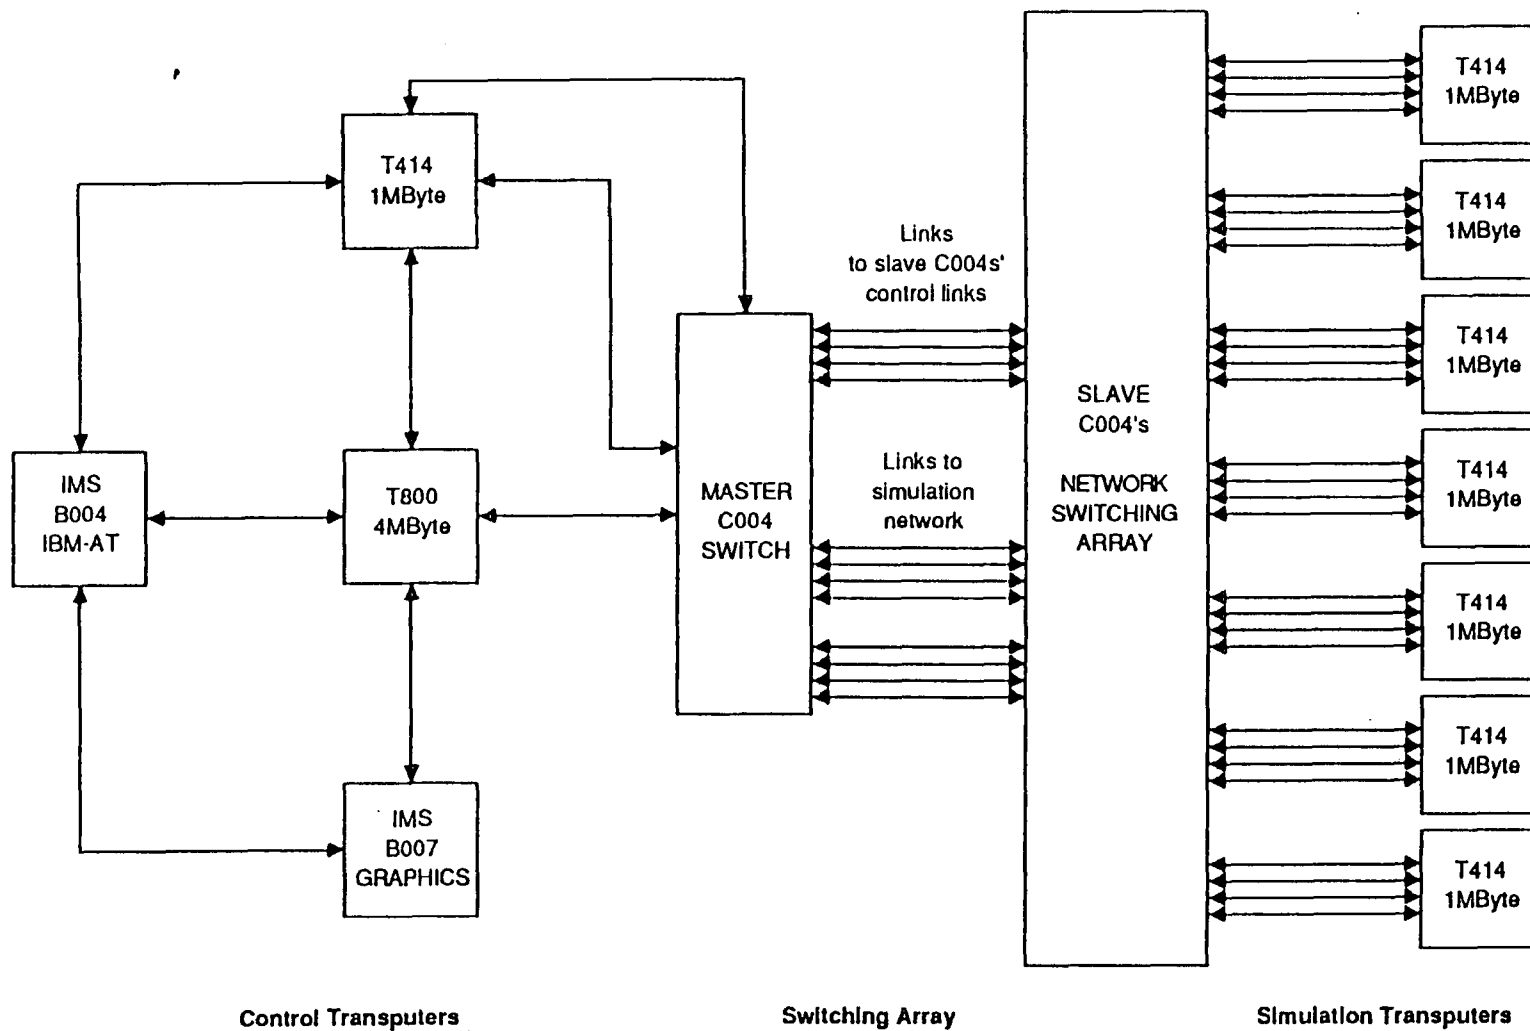 T414
1MByte
IMS
B004
IBM-AT
T800
4MByte
IMS
B007
GRAPHICS
MASTER
C004
SWITCH
Links
to slave C004s'
control links
Links to
simulation
network
SLAVE
C004's
NETWORK
SWITCHING
ARRAY
T414
1MByte
T414
1MByte
T414
1MByte
T414
1MByte
T414
1MByte
T414
1MByte
T414
1MByte
Control Transputers
Switching Array
Simulation Transputers